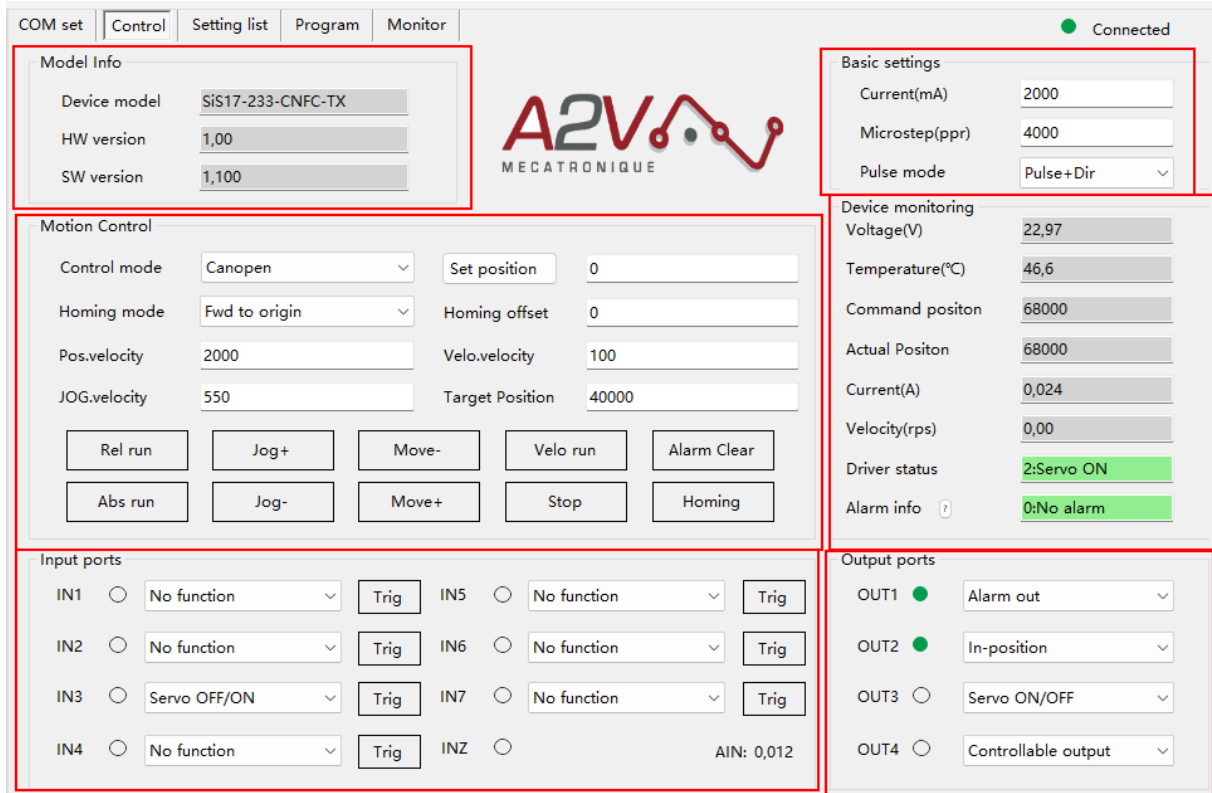 COM set Control Setting list Program Monitor Connected
Model Info
Device model SiS17-233-CNFC-TX
HW version 1,00
SW version 1,100
A2V
MECATRONIQUE
Basic settings
Current(mA) 2000
Microstep(ppr) 4000
Pulse mode Pulse+Dir
Motion Control
Control mode Canopen Set position 0
Homing mode Fwd to origin Homing offset 0
Pos.velocity 2000 Velo.velocity 100
JOG.velocity 550 Target Position 40000
Rel run Jog+ Move- Velo run Alarm Clear
Abs run Jog- Move+ Stop Homing
Device monitoring
Voltage(V) 22,97
Temperature(℃) 46,6
Command positon 68000
Actual Positon 68000
Current(A) 0,024
Velocity(rps) 0,00
Driver status 2:Servo ON
Alarm info ? 0:No alarm
Input ports
IN1 No function Trig IN5 No function Trig
IN2 No function Trig IN6 No function Trig
IN3 Servo OFF/ON Trig IN7 No function Trig
IN4 No function Trig INZ AIN: 0,012
Output ports
OUT1 Alarm out
OUT2 In-position
OUT3 Servo ON/OFF
OUT4 Controllable output